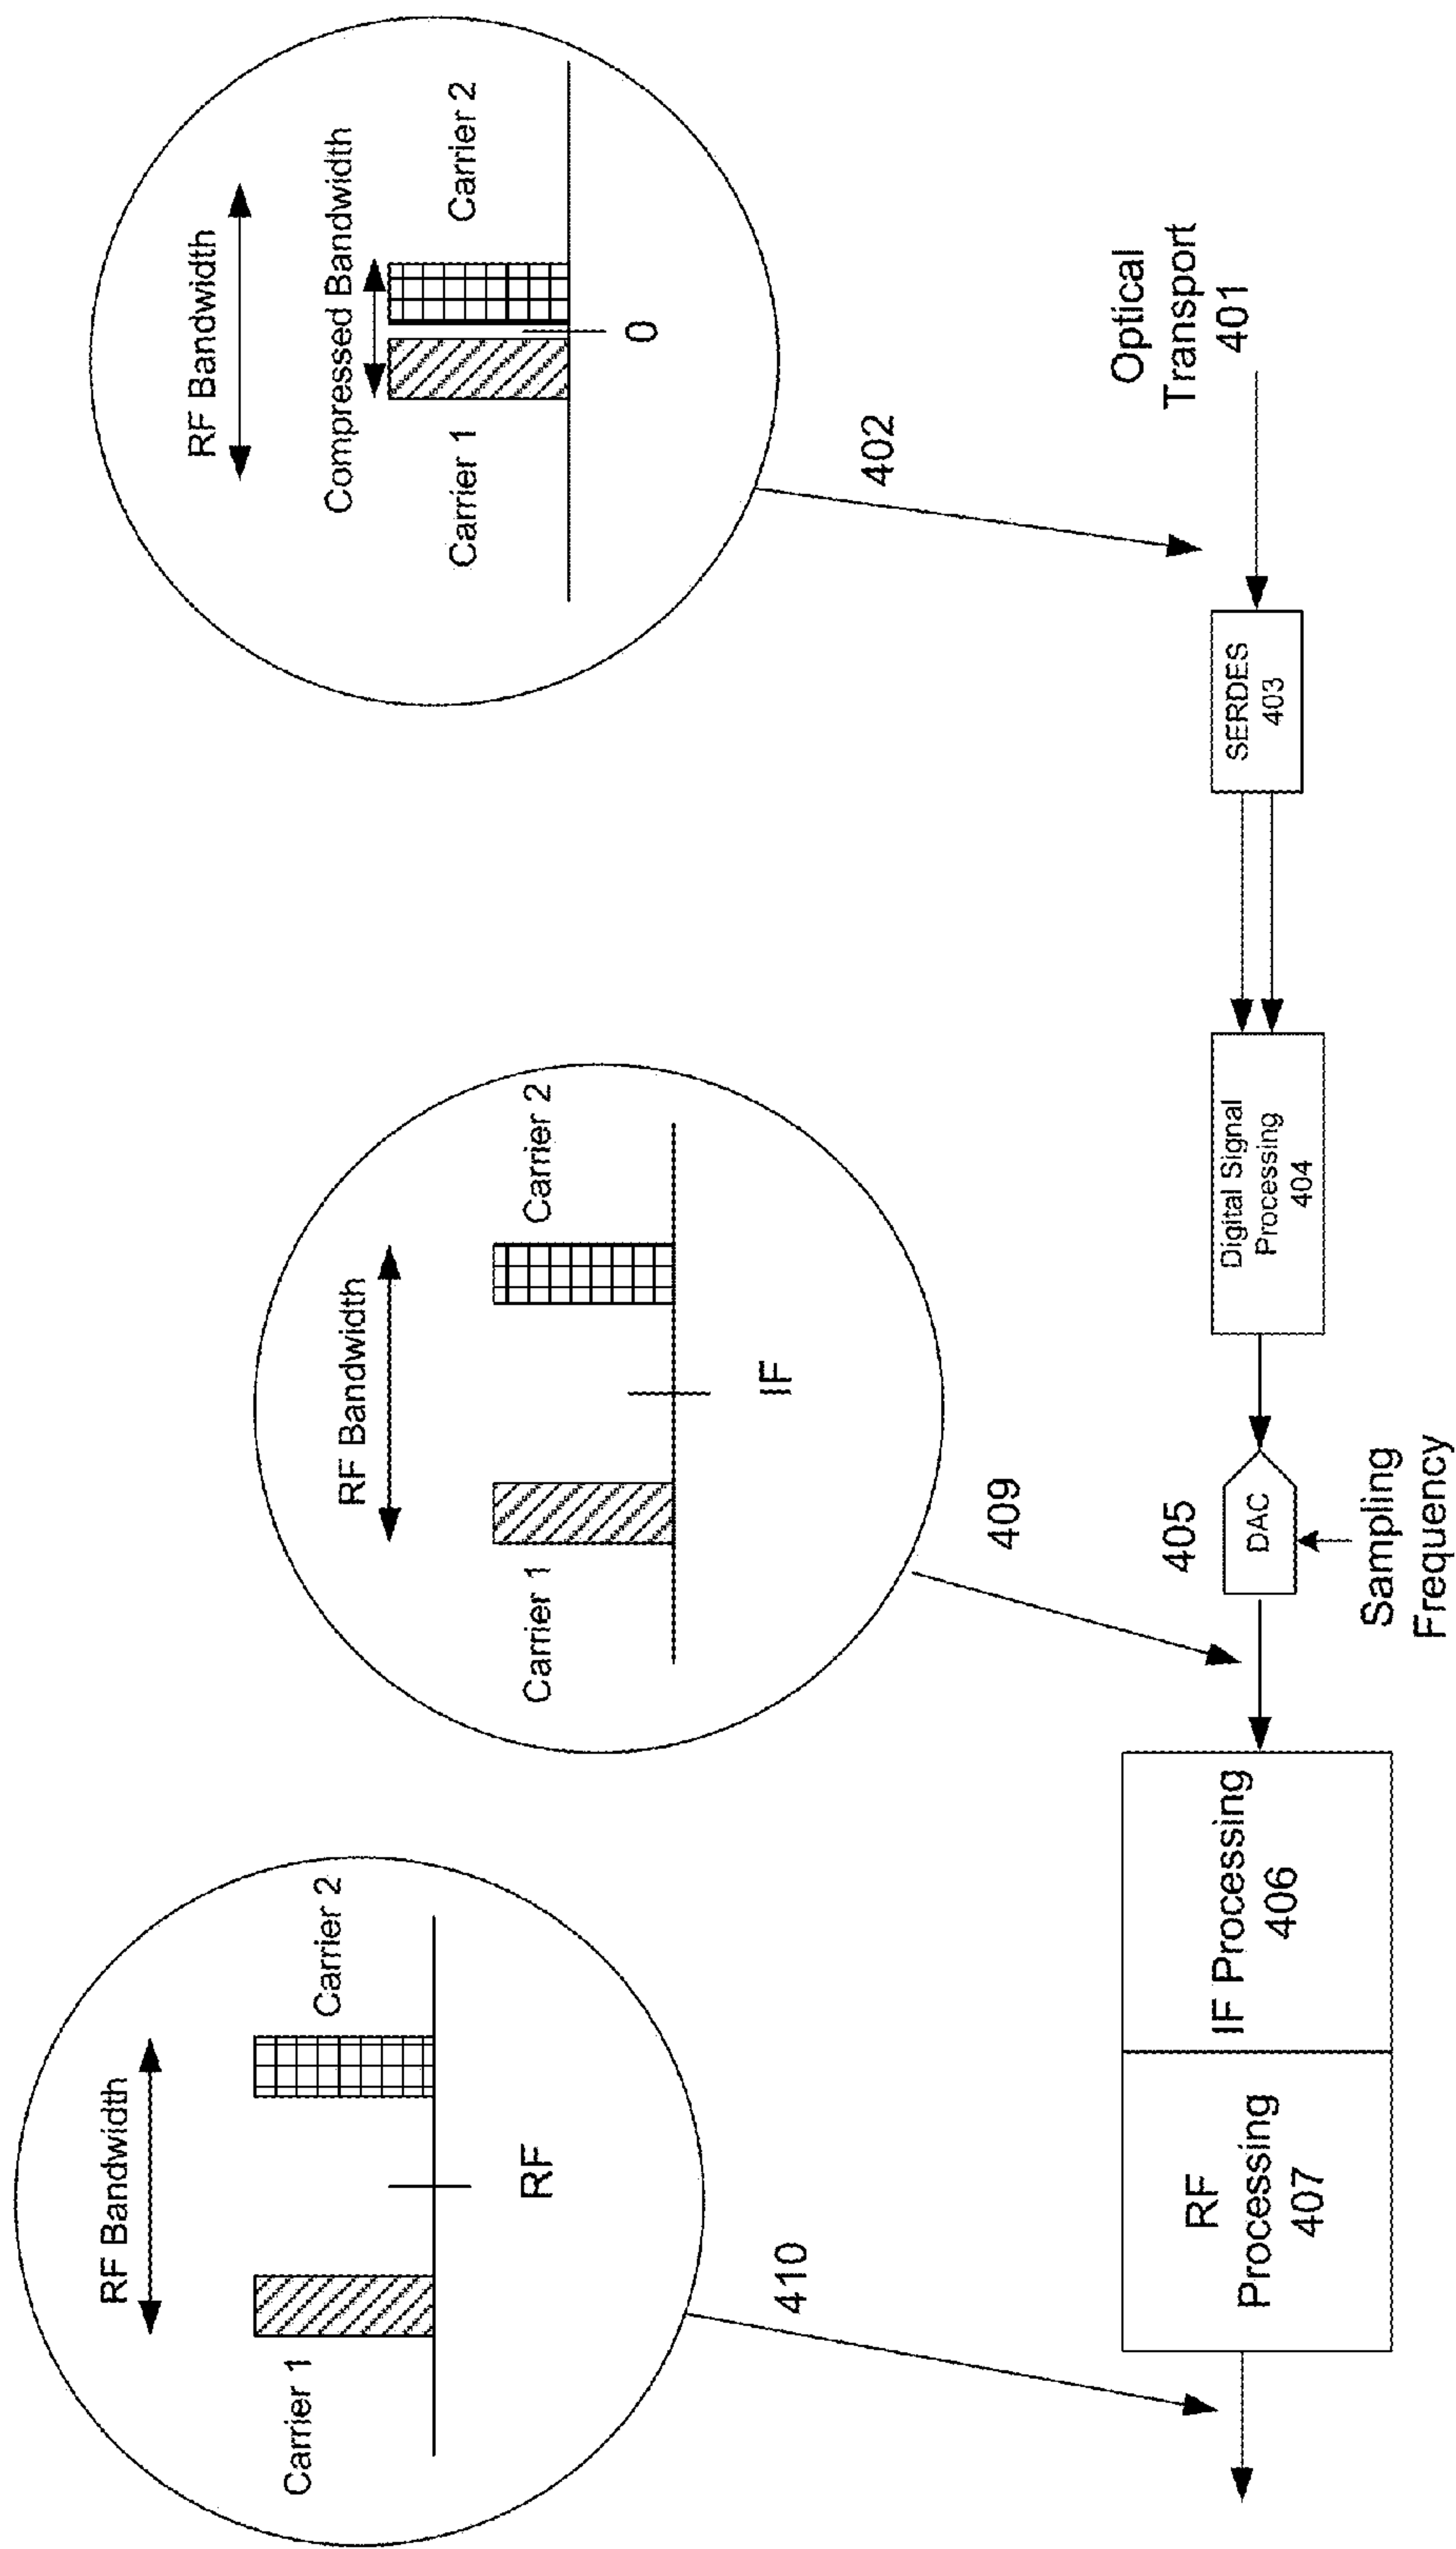 RF Bandwidth
Carrier 1
Carrier 2
RF
410
RF Bandwidth
Carrier 1
Carrier 2
IF
409
RF Bandwidth
Compressed Bandwidth
Carrier 1
Carrier 2
0
402
RF
Processing
407
IF Processing
406
405
DAC
Sampling
Frequency
Digital Signal
Processing
404
SERDES
403
Optical
Transport
401